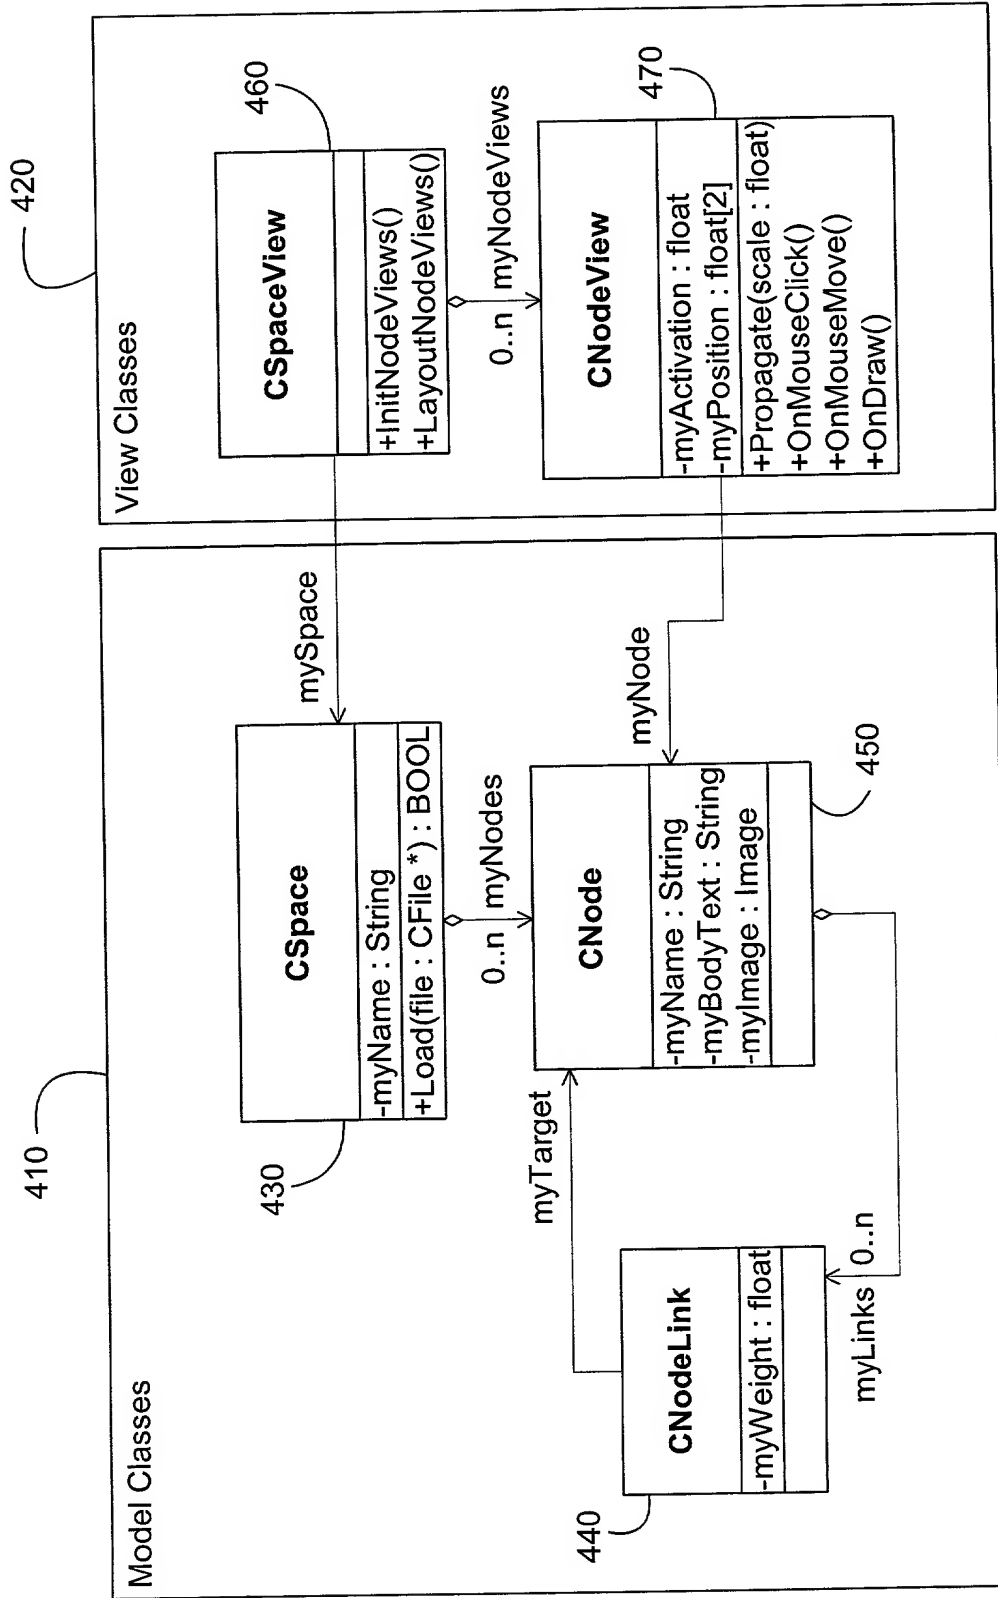 410
420
Model Classes
View Classes
CSpace
-myName : String
+Load(file : CFile *) : BOOL
430
mySpace
CSpaceView
+InitNodeViews()
+LayoutNodeViews()
460
0..n myNodes
0..n myNodeViews
CNodeLink
-myWeight : float
440
myTarget
CNode
-myName : String
-myBodyText : String
-myImage : Image
450
myNode
CNodeView
-myActivation : float
-myPosition : float[2]
+Propagate(scale : float)
+OnMouseClick()
+OnMouseMove()
+OnDraw()
470
myLinks 0..n